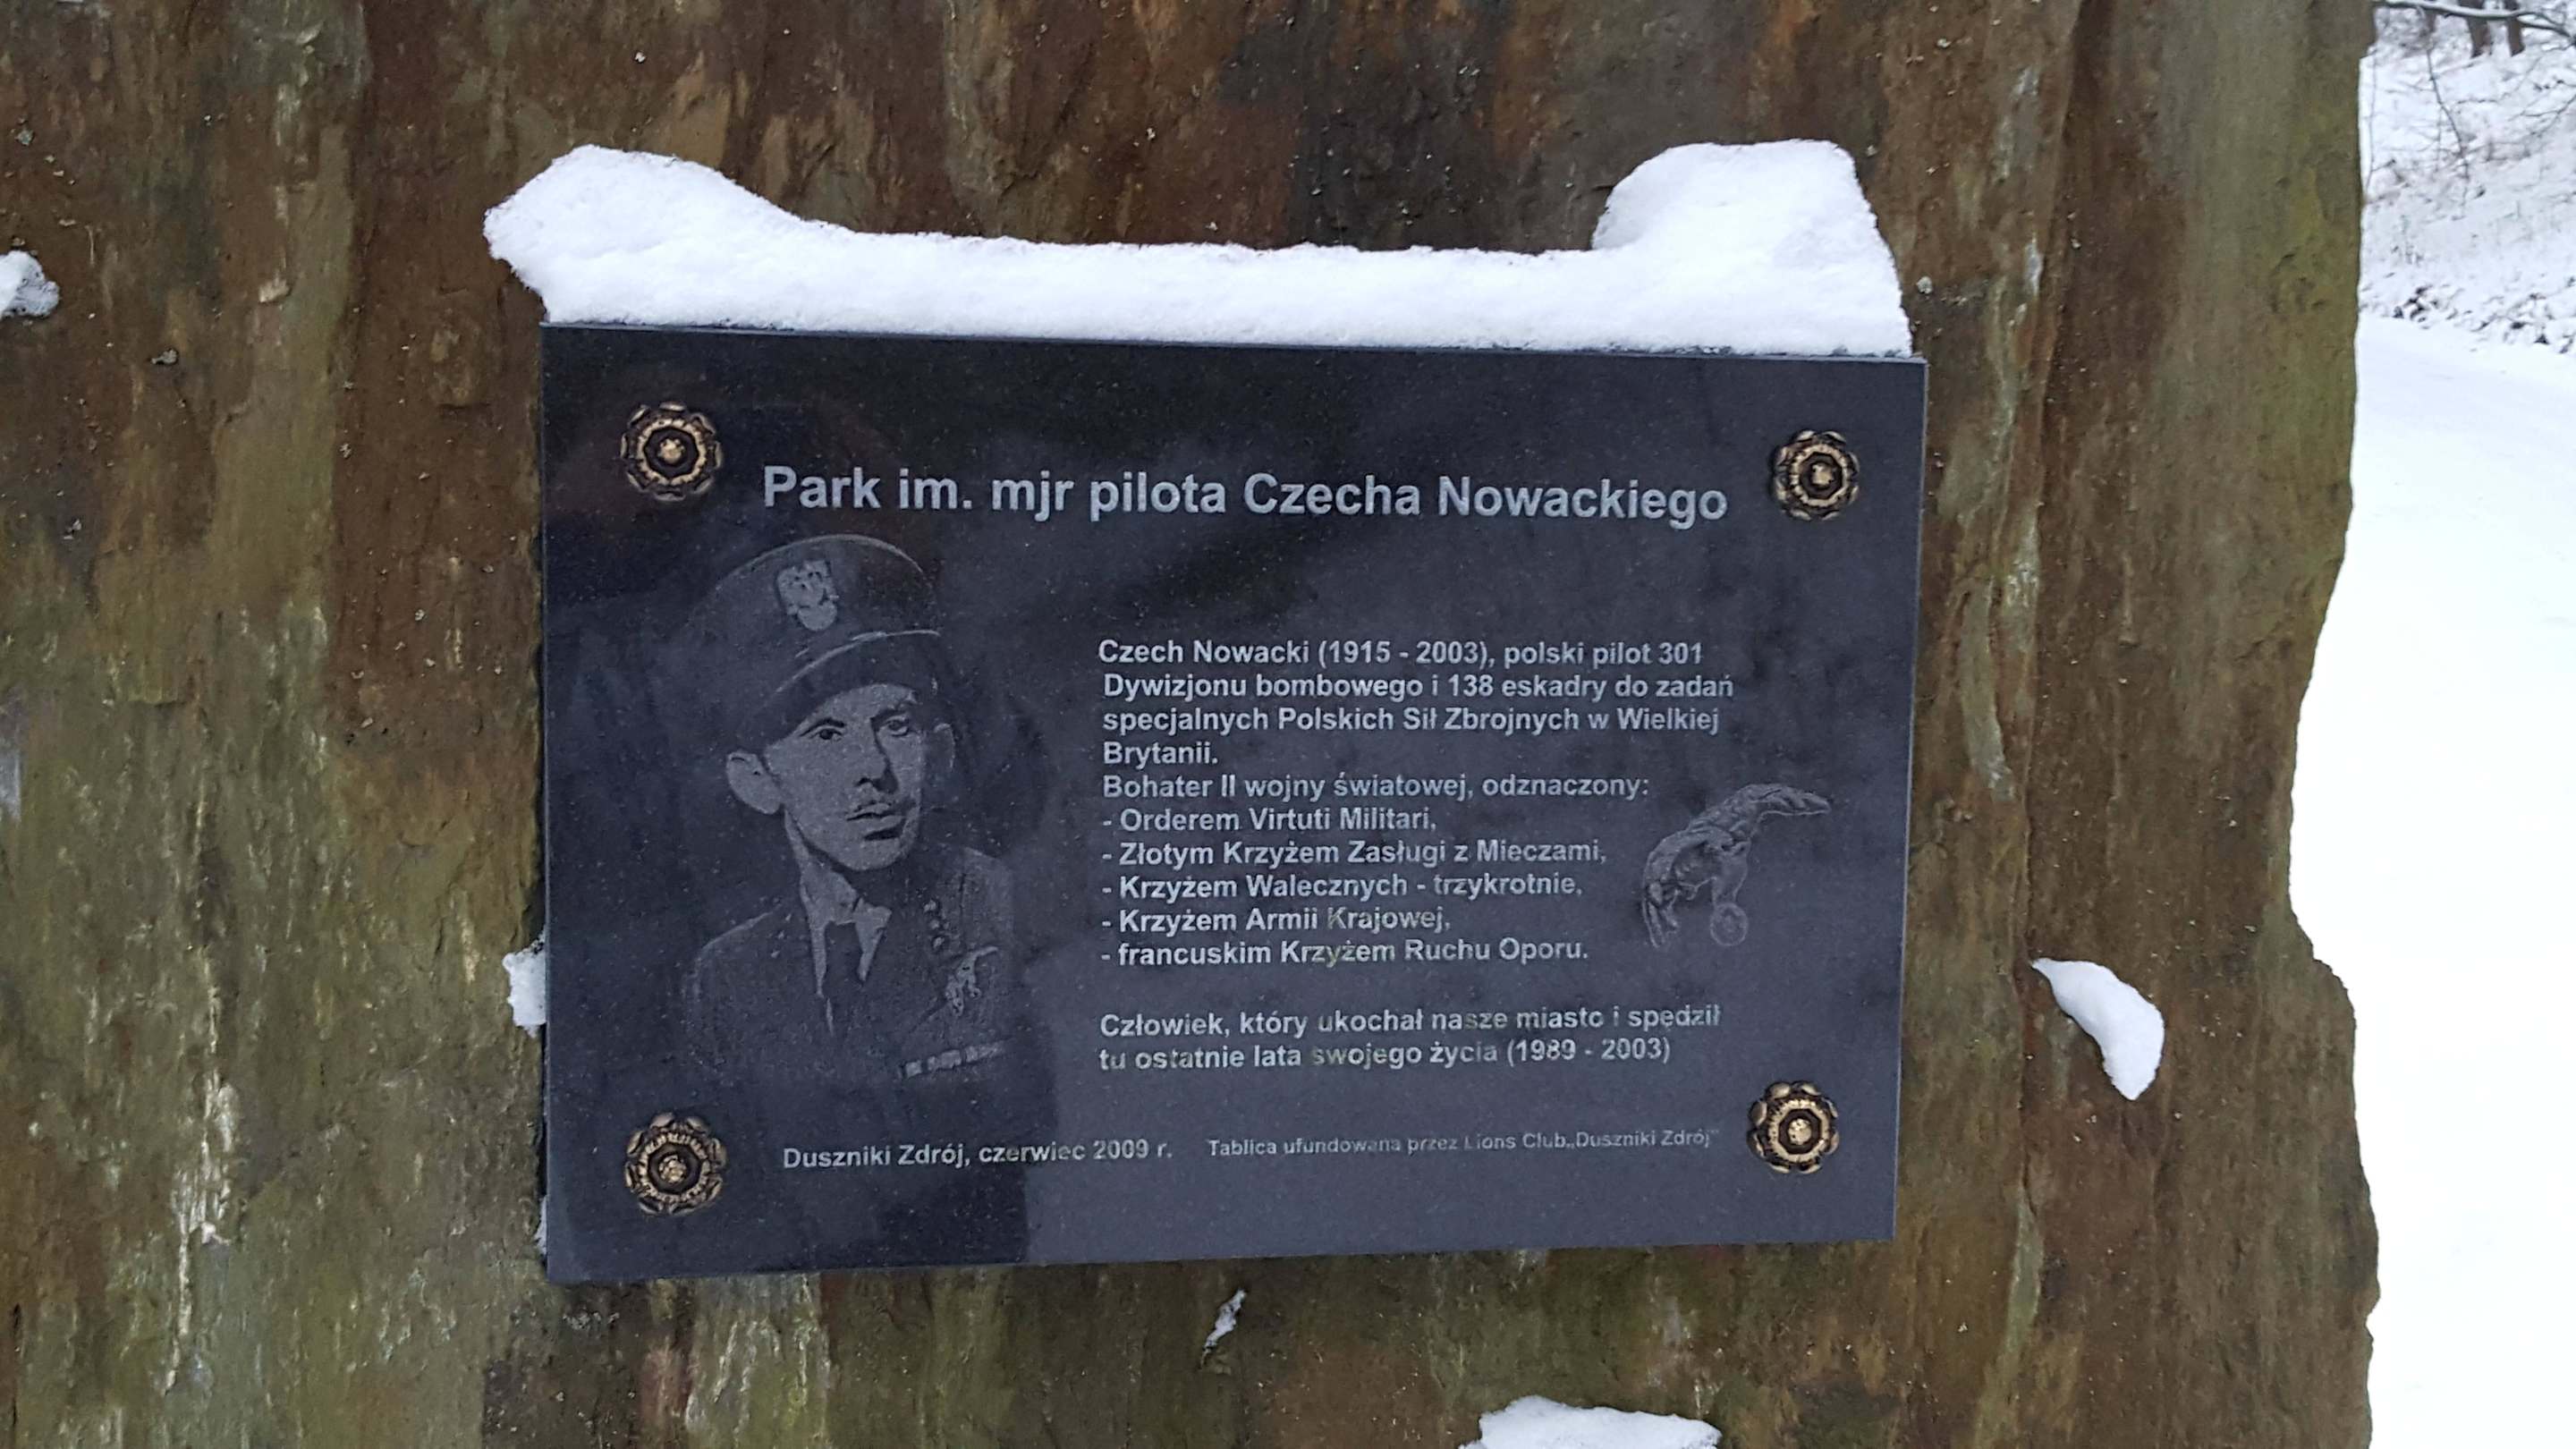 Park im. mjr pilota Czecha Nowackiego
Czech Nowacki (1915 - 2003), polski pilot 301
Dywizjonu bombowego i 138 eskadry do zadań
specjalnych Polskich Sił Zbrojnych w Wielkiej
Brytanii.
Bohater II wojny światowej, odznaczony:
- Orderem Virtuti Militari,
- Złotym Krzyżem Zasługi z Mieczami,
- Krzyżem Walecznych - trzykrotnie,
- Krzyżem Armii Krajowej,
- francuskim Krzyżem Ruchu Oporu.
Człowiek, który ukochał nasze miasto i spędził
tu ostatnie lata swojego życia (1989 - 2003)
Duszniki Zdrój, czerwiec 2009 r. Tablica ufundowana przez Lions Club„Duszniki Zdrój"